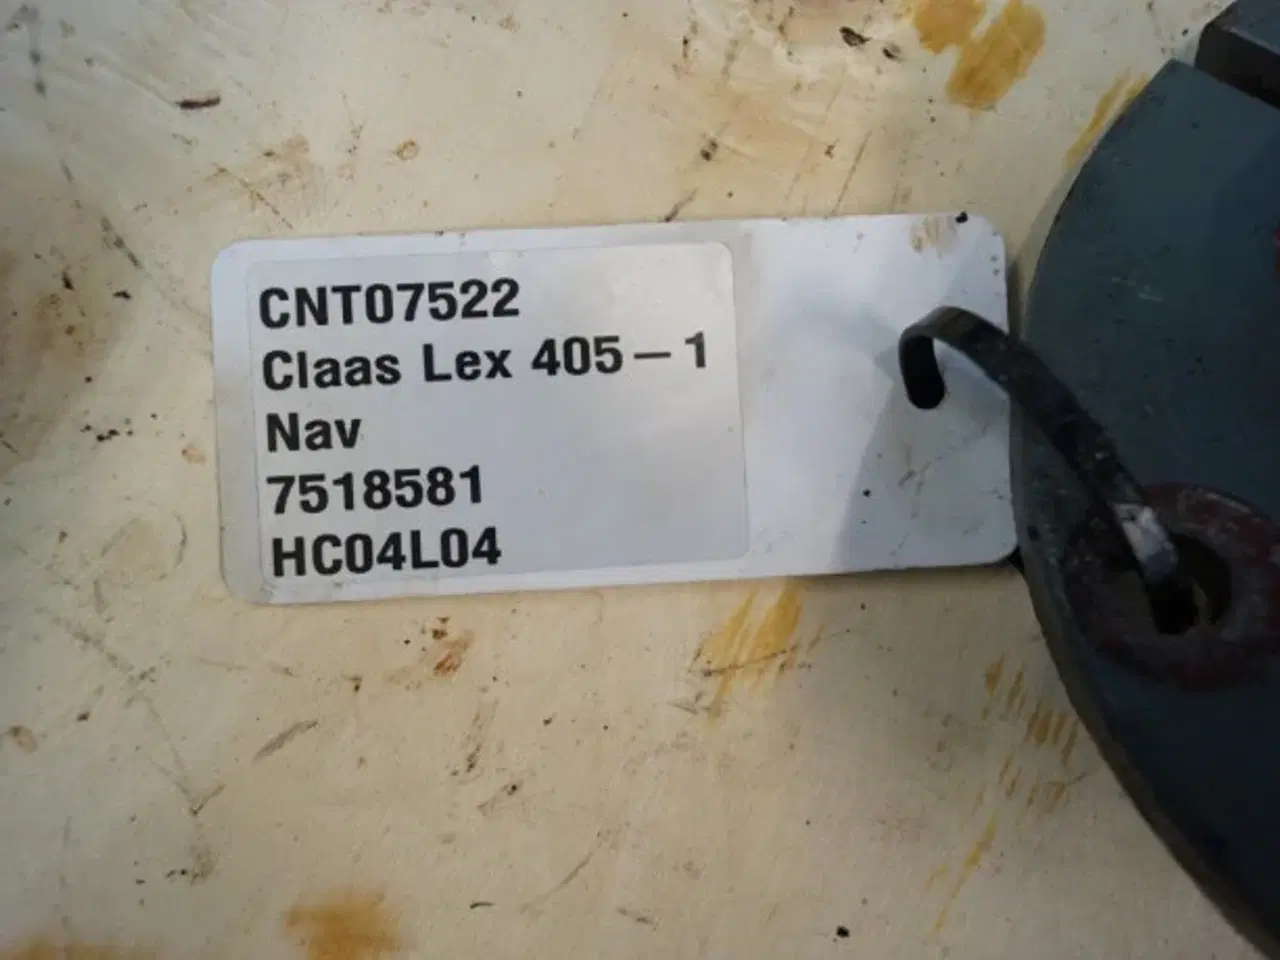 CNT07522
Claas Lex 405-1
Nav
7518581
HC04L04